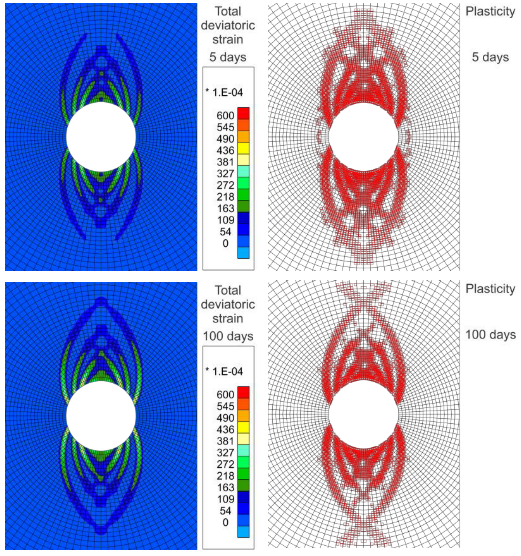 Total
deviatoric
strain
5 days
* 1.E-04
600
545
490
436
381
327
272
218
163
109
54
0
Plasticity
5 days
Total
deviatoric
strain
100 days
* 1.E-04
600
545
490
436
381
327
272
218
163
109
54
0
Plasticity
100 days